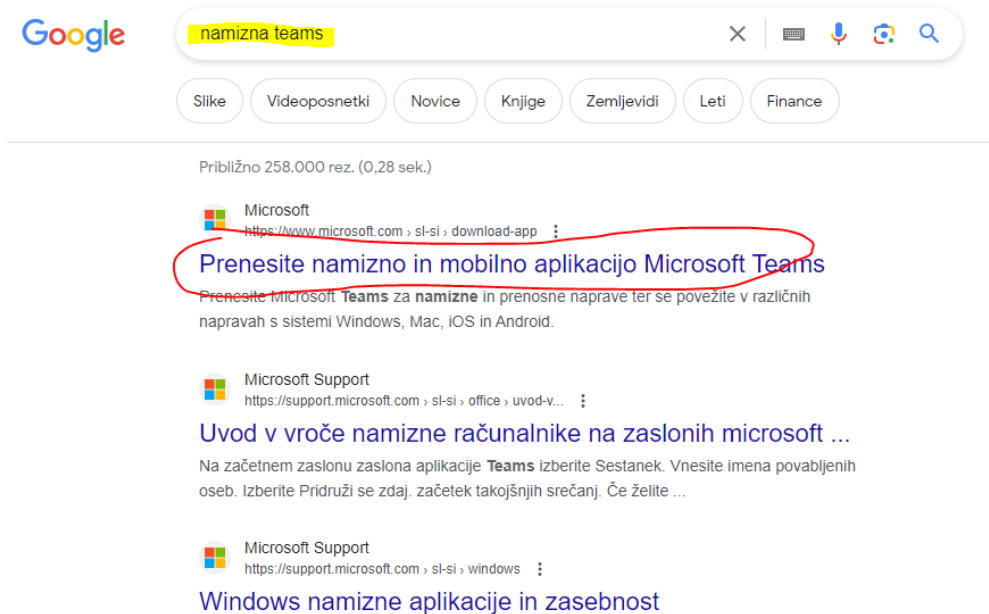 Google
namizna teams
Slike
Videoposnetki
Novice
Knjige
Zemljevidi
Leti
Finance
Približno 258.000 rez. (0,28 sek.)
Microsoft
https://www.microsoft.com › sl-si › download-app
Prenesite namizno in mobilno aplikacijo Microsoft Teams
Prenesite Microsoft Teams za namizne in prenosne naprave ter se povežite v različnih
napravah s sistemi Windows, Mac, iOS in Android.
Microsoft Support
https://support.microsoft.com › sl-si › office › uvod-v...
Uvod v vroče namizne računalnike na zaslonih microsoft ...
Na začetnem zaslonu zaslona aplikacije Teams izberite Sestanek. Vnesite imena povabljenih
oseb. Izberite Pridruži se zdaj. začetek takojšnjih srečanj. Če želite ...
Microsoft Support
https://support.microsoft.com › sl-si › windows
Windows namizne aplikacije in zasebnost